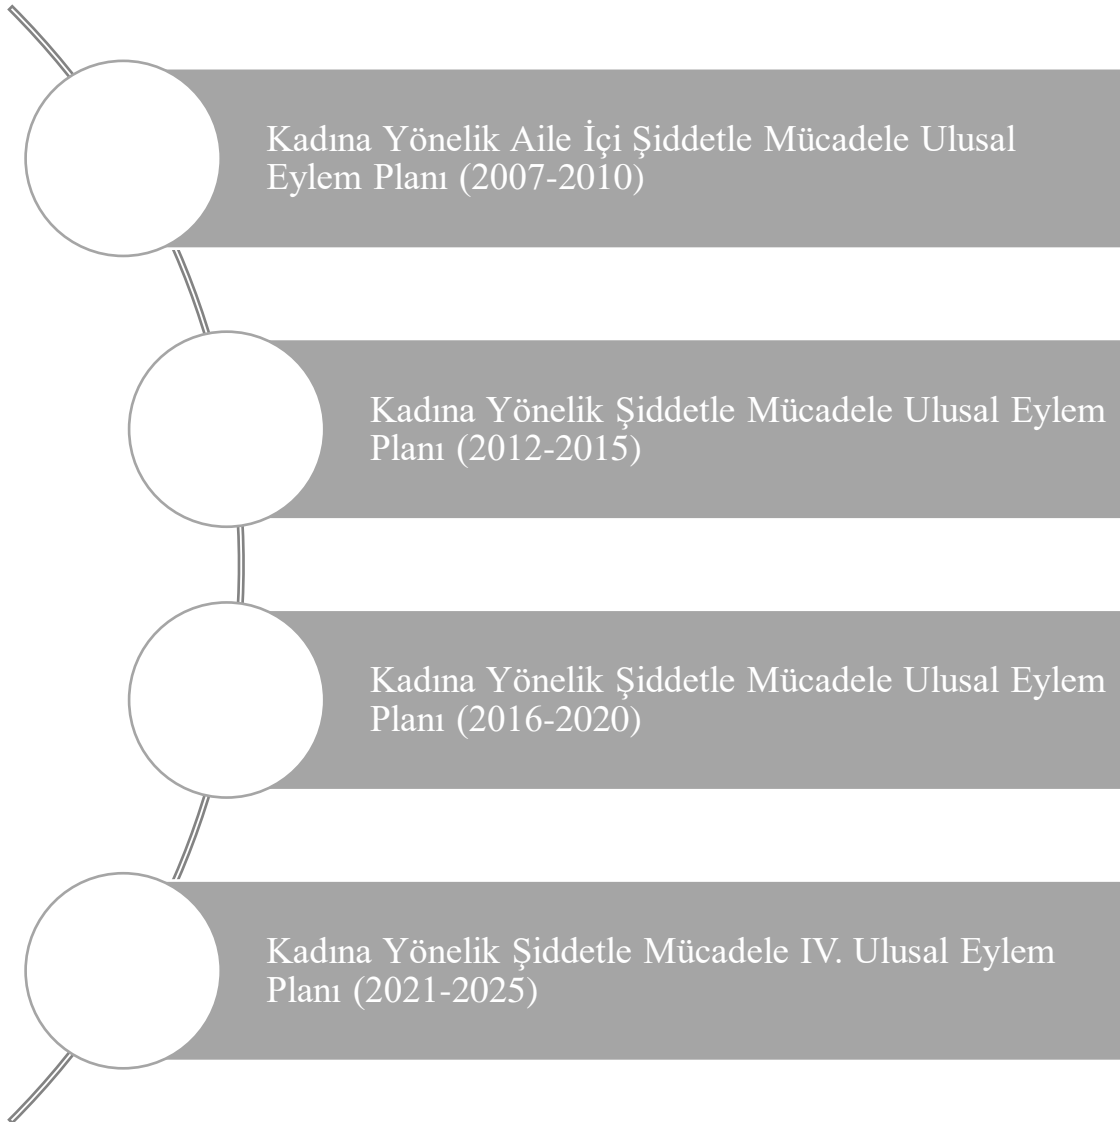 Kadına Yönelik Aile İçi Şiddetle Mücadele Ulusal
Eylem Planı (2007-2010)
Kadına Yönelik Şiddetle Mücadele Ulusal Eylem
Planı (2012-2015)
Kadına Yönelik Şiddetle Mücadele Ulusal Eylem
Planı (2016-2020)
Kadına Yönelik Şiddetle Mücadele IV. Ulusal Eylem
Planı (2021-2025)